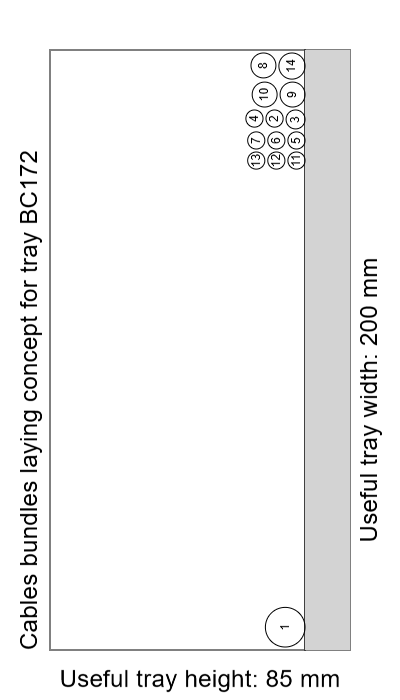 Cables bundles laying concept for tray BC172
8 14
10 9
4 2 3
7 6 5
13 12 11
1
Useful tray width: 200 mm
Useful tray height: 85 mm